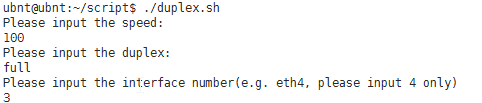 ubnt@ubnt:~/script$ ./duplex.sh
Please input the speed:
100
Please input the duplex:
full
Please input the interface number(e.g. eth4, please input 4 only)
3